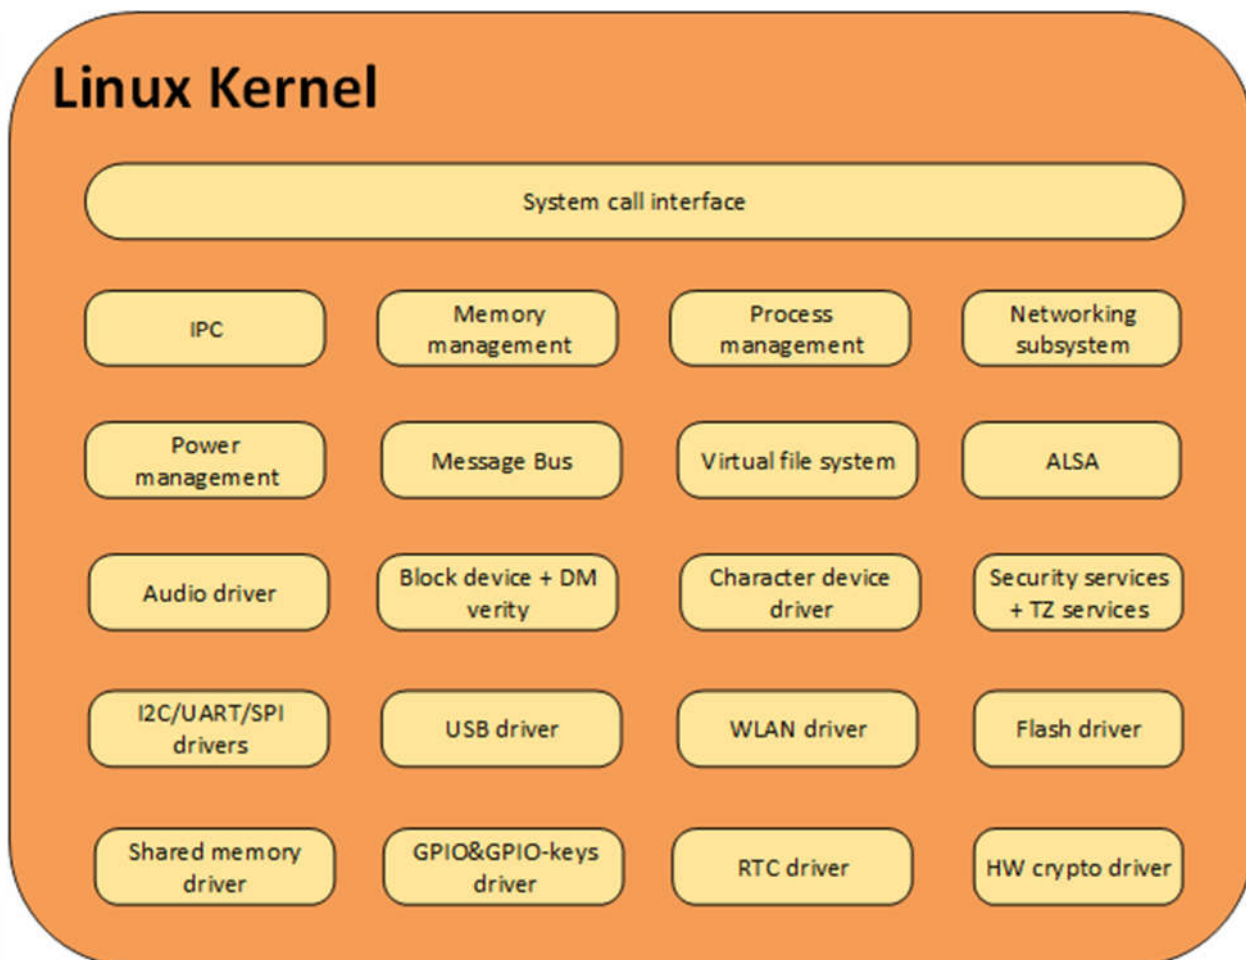 Linux Kernel
System call interface
IPC
Memory
management
Process
management
Networking
subsystem
Power
management
Message Bus
Virtual file system
ALSA
Audio driver
Block device + DM
verity
Character device
driver
Security services
+ TZ services
I2C/UART/SPI
drivers
USB driver
WLAN driver
Flash driver
Shared memory
driver
GPIO&GPIO-keys
driver
RTC driver
HW crypto driver